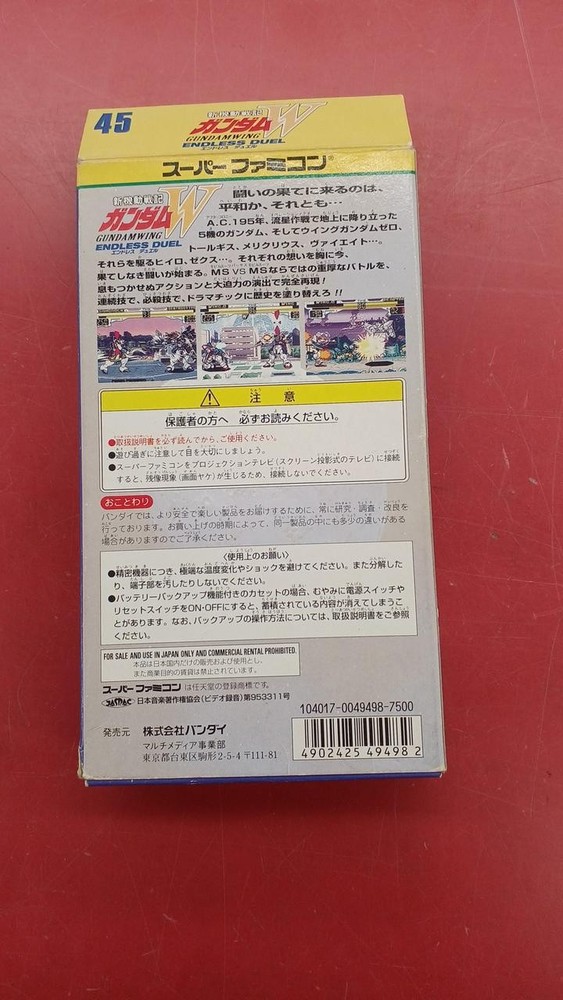 45
新機動戦記
ガンダムW
GUNDAMWING
ENDLESS DUEL
エンドレス デュエル
スーパーファミコン
新機動戦記
ガンダムW
GUNDAMWING
ENDLESS DUEL
エンドレス デュエル
闘いの果てに来るのは、
平和か、それとも…
A.C.195年、流星作戦で地上に降り立った
5機のガンダム、そしてウイングガンダムゼロ、
トールギス、メリクリウス、ヴァイエイト…。
それらを駆るヒイロ、ゼクス…。それぞれの想いを胸に今、
果てしなき闘いが始まる。MS VS MSならではの重厚なバトルを、
息もつかせぬアクションと大迫力の演出で完全再現!
連続技で、必殺技で、ドラマチックに歴史を塗り替えろ!!
注意
保護者の方へ 必ずお読みください。
●取扱説明書を必ず読んでから、ご使用ください。
●遊び過ぎに注意して目を大切にしましょう。
●スーパーファミコンをプロジェクションテレビ(スクリーン投影式のテレビ)に接続
すると、残像現象(画面ヤケ)が生じるため、接続しないでください。
おことわり
バンダイでは、より安全で楽しい製品をお届けするために、常に研究・調査・改良を
行っております。お買い上げの時期によって、同一製品の中にも多少の違いがある
場合がありますのでご了承ください。
〈使用上のお願い〉
●精密機器につき、極端な温度変化やショックを避けてください。また分解した
り、端子部を汚したりしないでください。
●バッテリーバックアップ機能付きのカセットの場合、むやみに電源スイッチや
リセットスイッチをON・OFFにすると、蓄積されている内容が消えてしまうこ
とがあります。なお、バックアップの操作方法については、取扱説明書をご参照
ください。
FOR SALE AND USE IN JAPAN ONLY AND COMMERCIAL RENTAL PROHIBITED.
本品は日本国内だけの販売および使用とし、
また商業目的の賃貸は禁止されています。
スーパーファミコンは任天堂の登録商標です。
JASRAC 日本音楽著作権協会(ビデオ録音)第953311号
104017-0049498-7500
発売元 株式会社バンダイ
マルチメディア事業部
東京都台東区駒形2-5-4〒111-81
4902425 494982